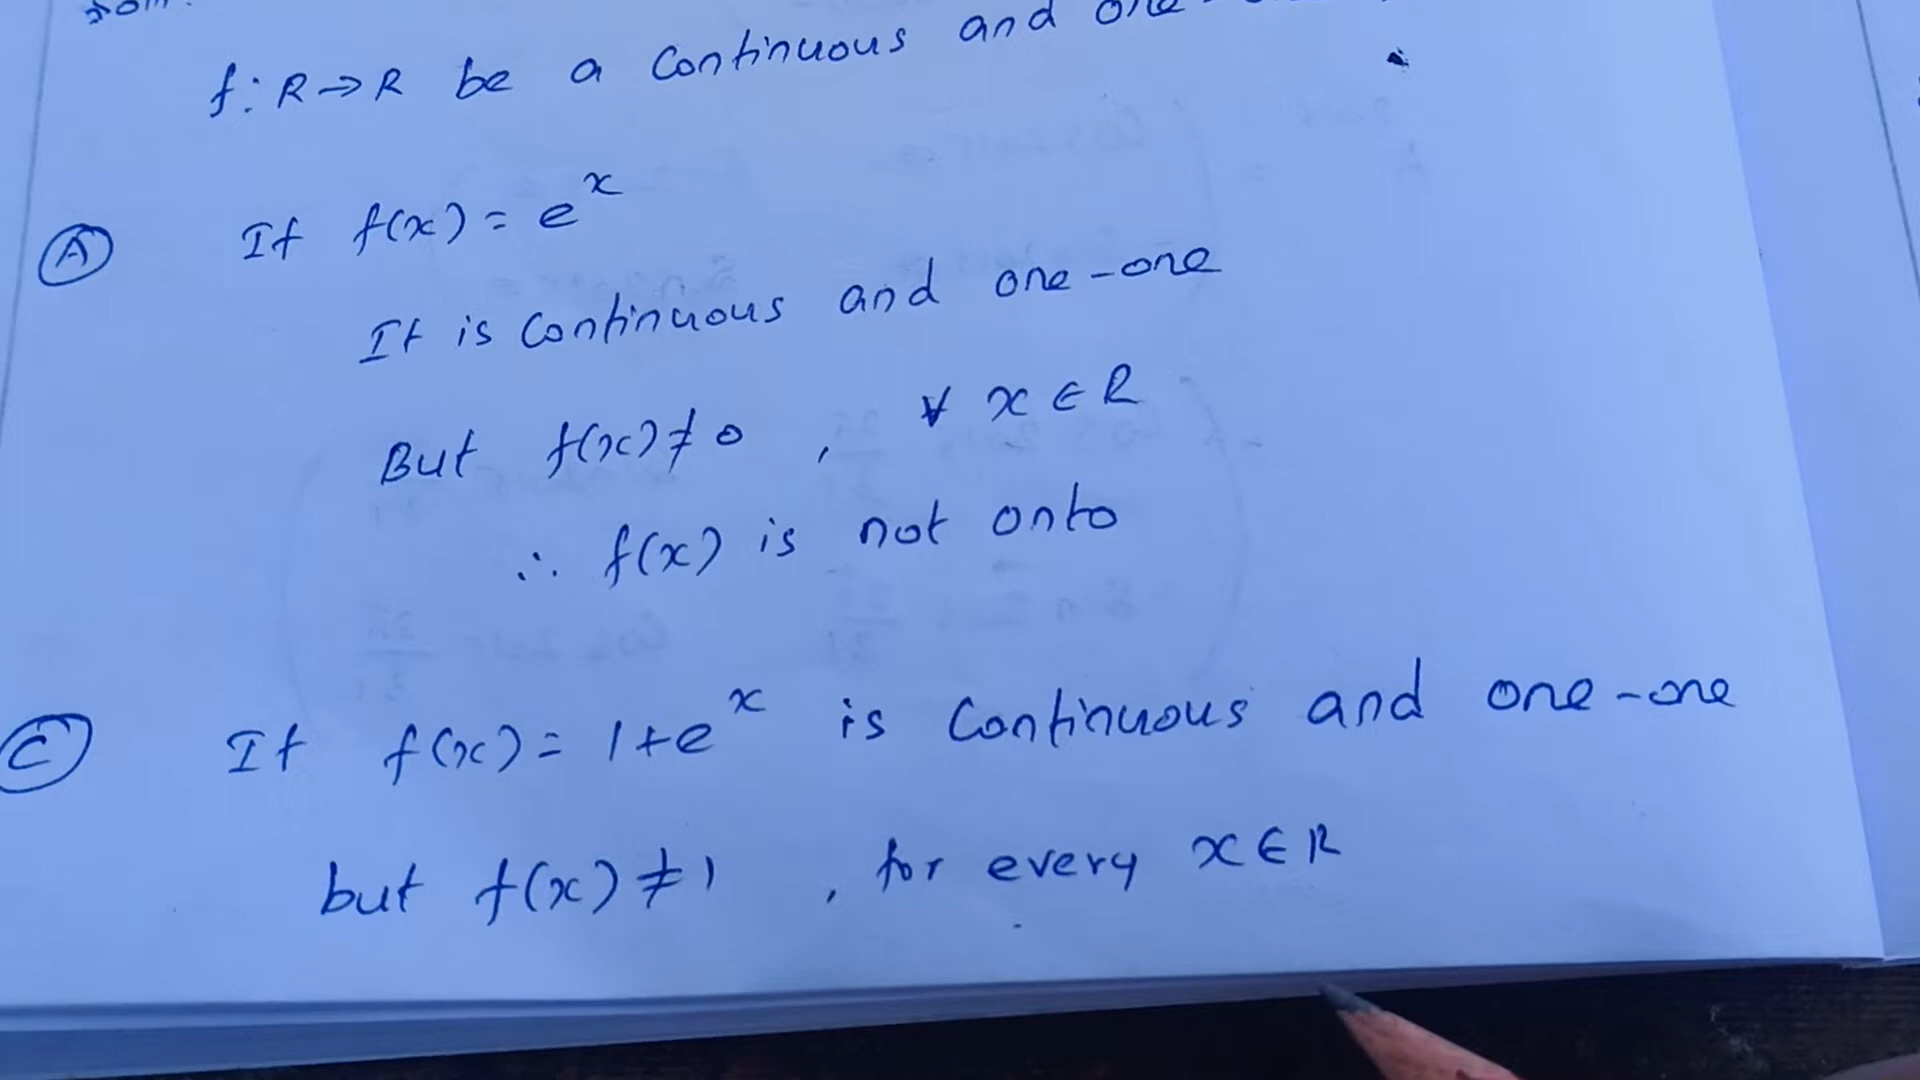 f: R→R be a continuous and one-
Ⓐ If f(x) = e^x
It is continuous and one-one
But f(x) ≠ 0 , ∀ x ∈ R
∴ f(x) is not onto
Ⓒ If f(x) = 1+e^x is continuous and one-one
but f(x) ≠ 1 , for every x ∈ R